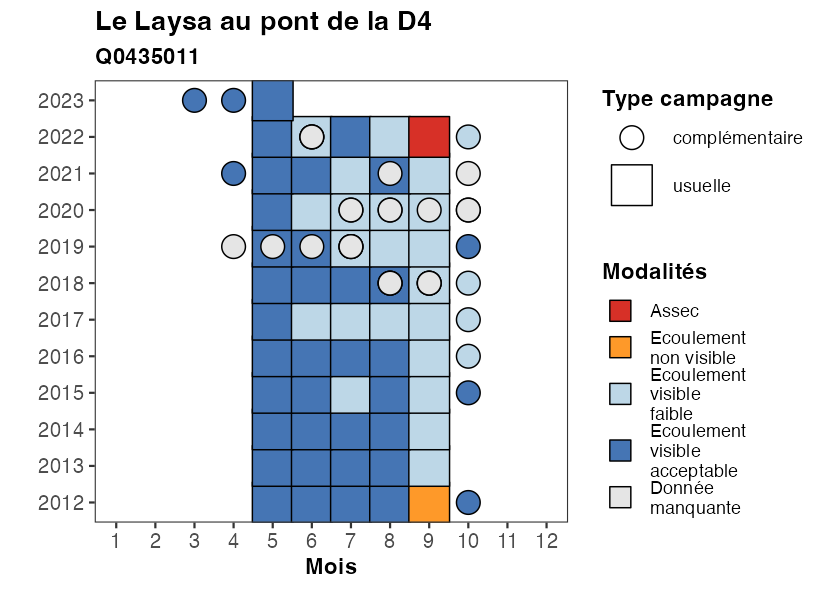 Le Laysa au pont de la D4
Q0435011
2023
2022
2021
2020
2019
2018
2017
2016
2015
2014
2013
2012
1 2 3 4 5 6 7 8 9 10 11 12
Mois
Type campagne
complémentaire
usuelle
Modalités
Assec
Ecoulement
non visible
Ecoulement
visible
faible
Ecoulement
visible
acceptable
Donnée
manquante